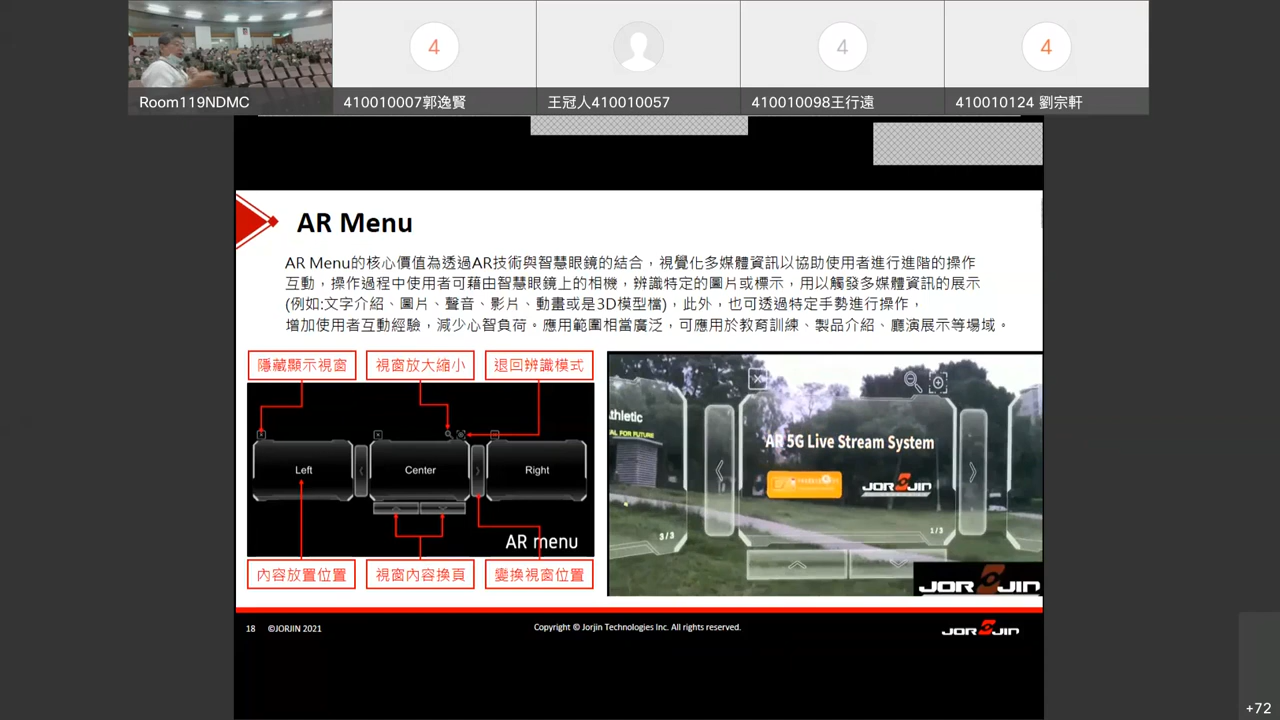 4
4
4
Room119NDMC
410010007郭逸賢
王冠人410010057
410010098王行遠
410010124 劉宗軒
AR Menu
AR Menu的核心價值為透過AR技術與智慧眼鏡的結合，視覺化多媒體資訊以協助使用者進行進階的操作
互動，操作過程中使用者可藉由智慧眼鏡上的相機，辨識特定的圖片或標示，用以觸發多媒體資訊的展示
(例如:文字介紹、圖片、聲音、影片、動畫或是3D模型檔)，此外，也可透過特定手勢進行操作，
增加使用者互動經驗，減少心智負荷。應用範圍相當廣泛，可應用於教育訓練、製品介紹、廳演展示等場域。
隱藏顯示視窗
視窗放大縮小
退回辨識模式
Left
Center
Right
AR menu
內容放置位置
視窗內容換頁
變換視窗位置
thletic
AL FOR FUTURE
3/3
AR 5G Live Stream System
JORJIN
1/3
JORJIN
18
©JORJIN 2021
Copyright © Jorjin Technologies Inc. All rights reserved.
JORJIN
+72